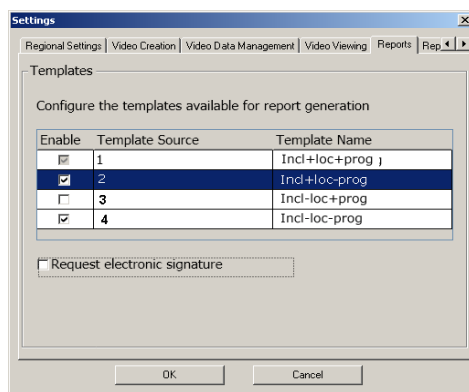 Settings
Regional Settings Video Creation Video Data Management Video Viewing Reports Rep
Templates
Configure the templates available for report generation
Enable Template Source Template Name
1 Incl+loc+prog
2 Incl+loc-prog
3 Incl-loc+prog
4 Incl-loc-prog
Request electronic signature
OK Cancel